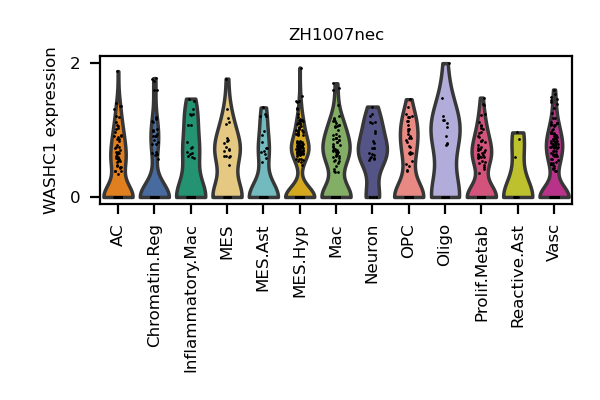 ZH1007nec
WASHC1 expression
2
0
AC
Chromatin.Reg
Inflammatory.Mac
MES
MES.Ast
MES.Hyp
Mac
Neuron
OPC
Oligo
Prolif.Metab
Reactive.Ast
Vasc